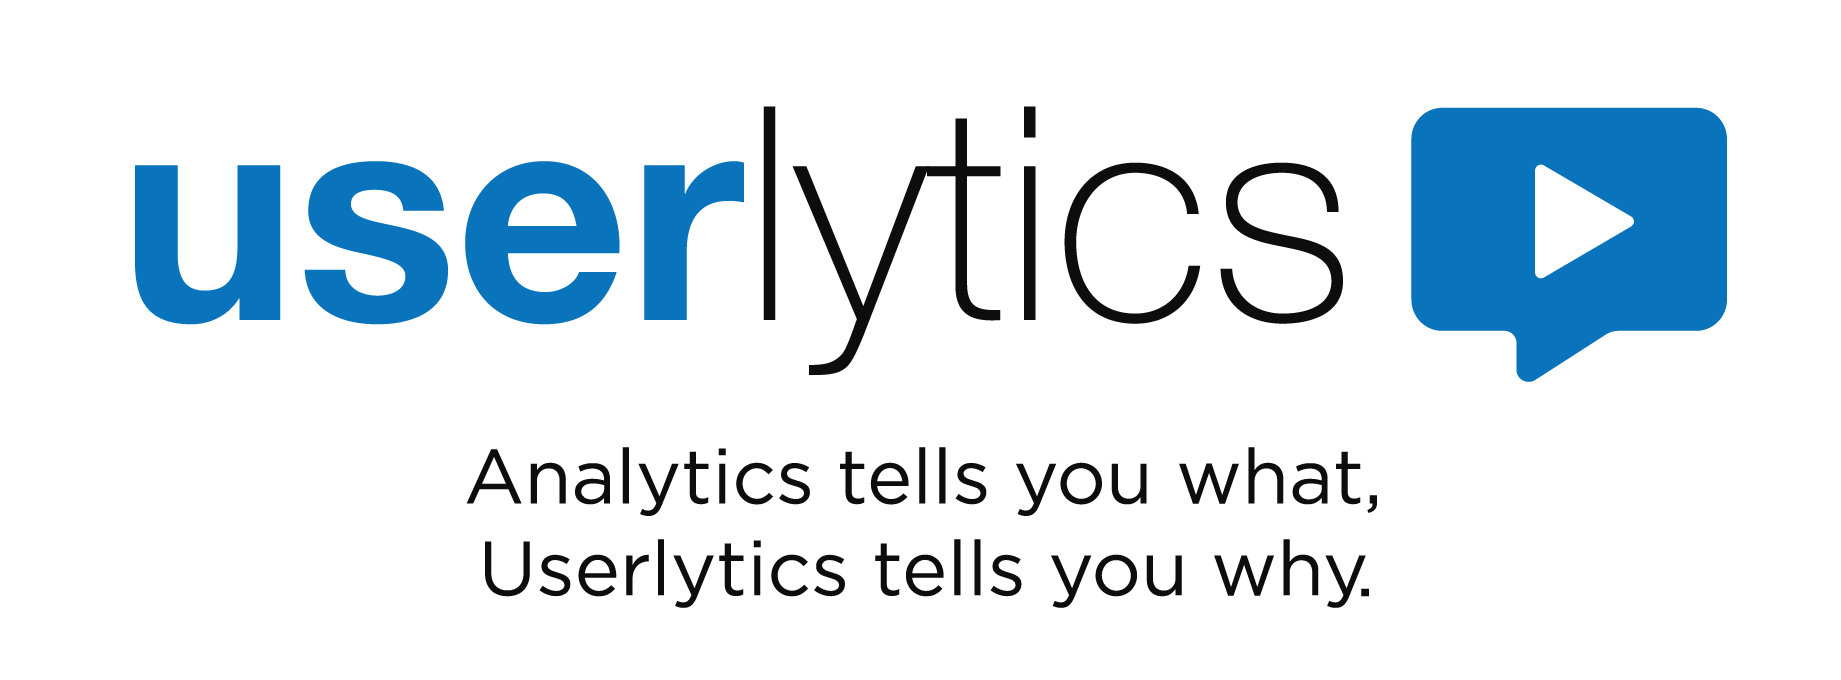 userlytics
Analytics tells you what,
Userlytics tells you why.